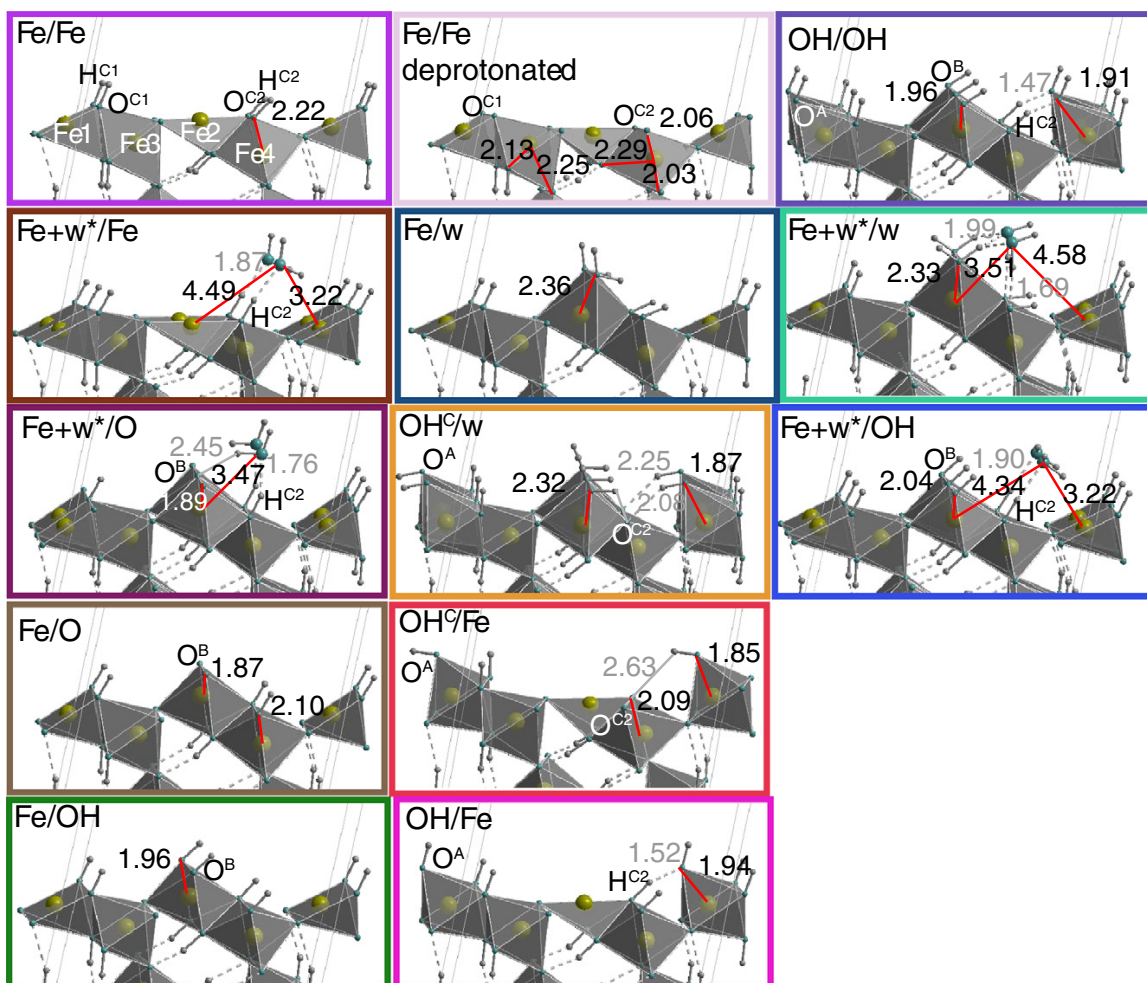 Fe/Fe
H^C1
H^C2
O^C1
O^C2
2.22
Fe1
Fe3
Fe2
Fe4
Fe/Fe
deprotonated
O^C1
O^C2
2.06
2.13
2.25
2.29
2.03
OH/OH
O^B
1.47
1.91
1.96
O^A
H^C2
Fe+w*/Fe
1.87
4.49
3.22
H^C2
Fe/w
2.36
Fe+w*/w
1.99
4.58
2.33
3.51
1.69
Fe+w*/O
2.45
O^B
3.47
1.76
1.89
H^C2
OH^C/w
O^A
2.25
1.87
2.32
2.08
O^C2
Fe+w*/OH
O^B
1.90
2.04
4.34
3.22
H^C2
Fe/O
O^B
1.87
2.10
OH^C/Fe
O^A
2.63
1.85
2.09
O^C2
Fe/OH
1.96
O^B
OH/Fe
O^A
1.52
1.94
H^C2